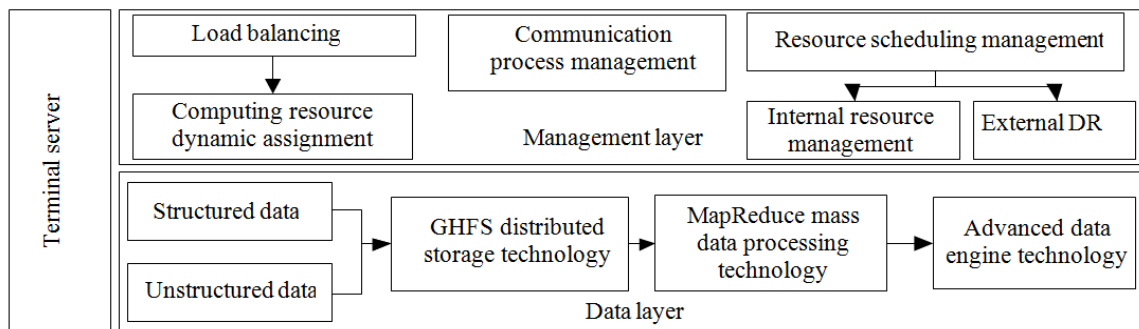 Terminal server
Load balancing
Computing resource
dynamic assignment
Communication
process management
Resource scheduling management
Internal resource
management
External DR
Management layer
Structured data
Unstructured data
GHFS distributed
storage technology
MapReduce mass
data processing
technology
Advanced data
engine technology
Data layer